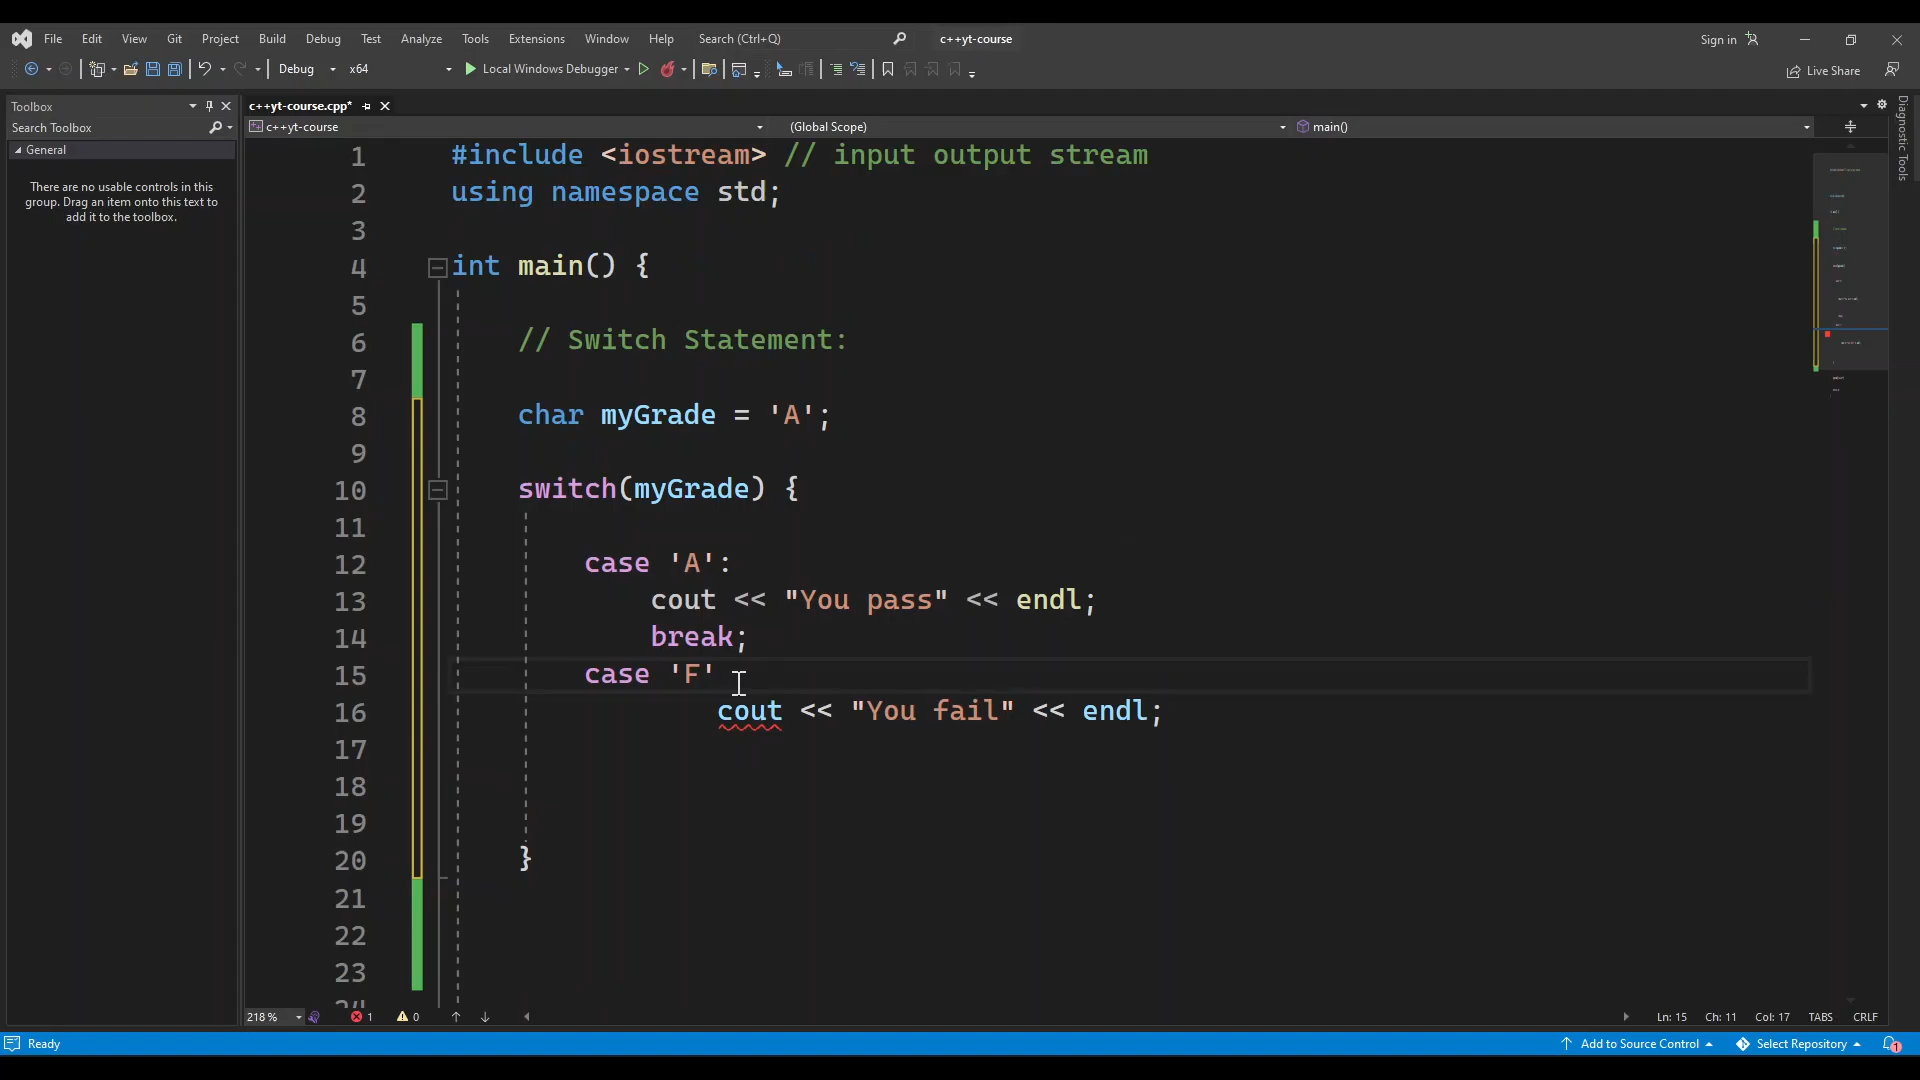 File Edit View Git Project Build Debug Test Analyze Tools Extensions Window Help Search (Ctrl+Q) c++yt-course Sign in
Debug x64 Local Windows Debugger Live Share
Toolbox
Search Toolbox
General
There are no usable controls in this
group. Drag an item onto this text to
add it to the toolbox.
c++yt-course.cpp*
c++yt-course (Global Scope) main()
Diagnostic Tools
1 #include <iostream> // input output stream
2 using namespace std;
3
4 int main() {
5
6 // Switch Statement:
7
8 char myGrade = 'A';
9
10 switch(myGrade) {
11
12 case 'A':
13 cout << "You pass" << endl;
14 break;
15 case 'F'
16 cout << "You fail" << endl;
17
18
19
20 }
21
22
23
24
218 % 1 0 Ln: 15 Ch: 11 Col: 17 TABS CRLF
Ready Add to Source Control Select Repository 1